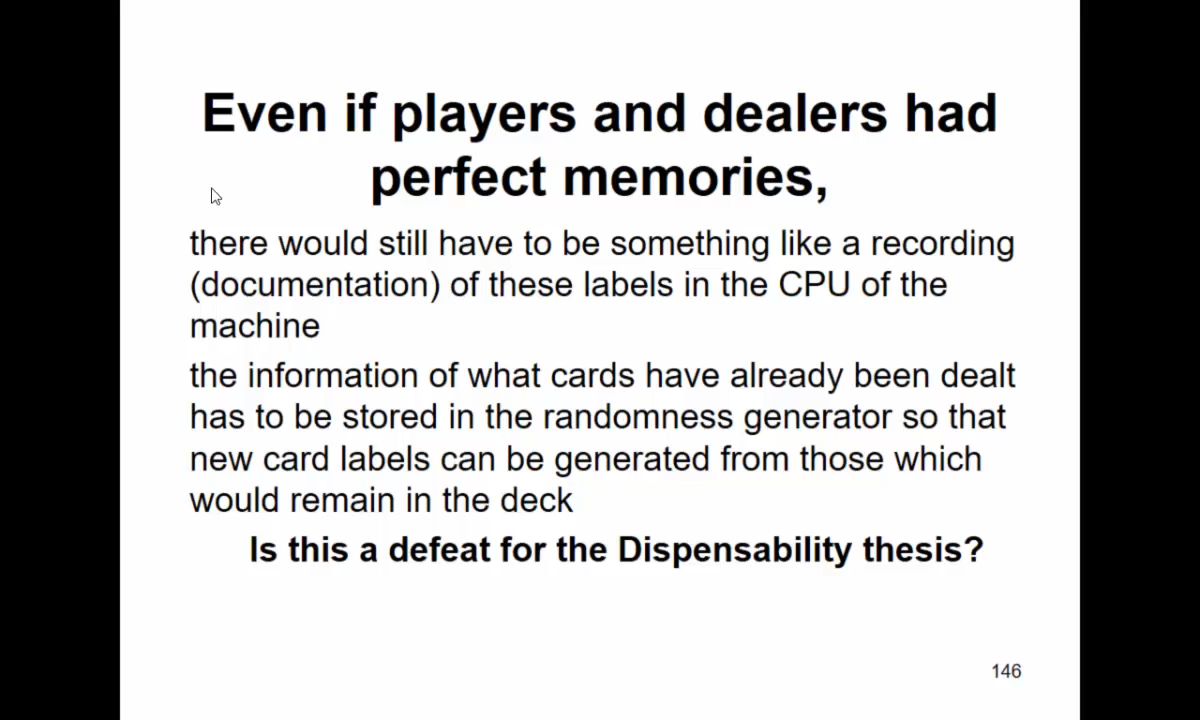 Even if players and dealers had
perfect memories,
there would still have to be something like a recording
(documentation) of these labels in the CPU of the
machine
the information of what cards have already been dealt
has to be stored in the randomness generator so that
new card labels can be generated from those which
would remain in the deck
Is this a defeat for the Dispensability thesis?
146